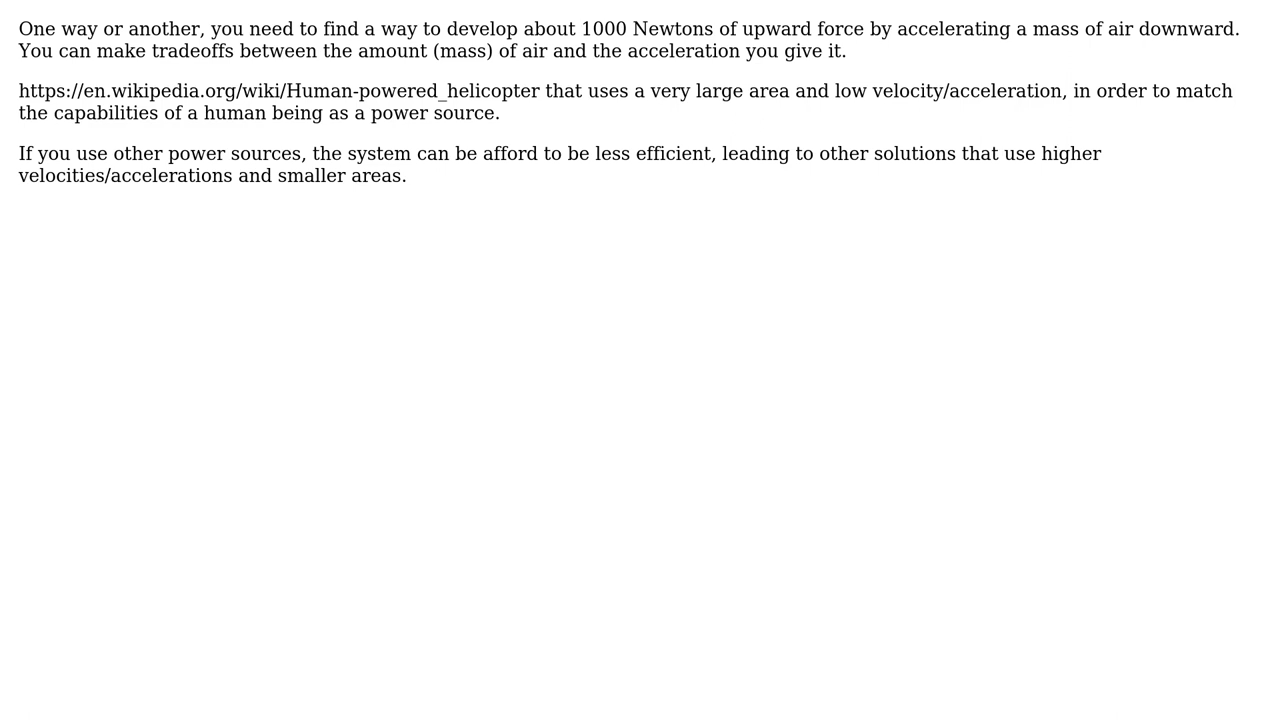 One way or another, you need to find a way to develop about 1000 Newtons of upward force by accelerating a mass of air downward.
You can make tradeoffs between the amount (mass) of air and the acceleration you give it.
https://en.wikipedia.org/wiki/Human-powered_helicopter that uses a very large area and low velocity/acceleration, in order to match
the capabilities of a human being as a power source.
If you use other power sources, the system can be afford to be less efficient, leading to other solutions that use higher
velocities/accelerations and smaller areas.